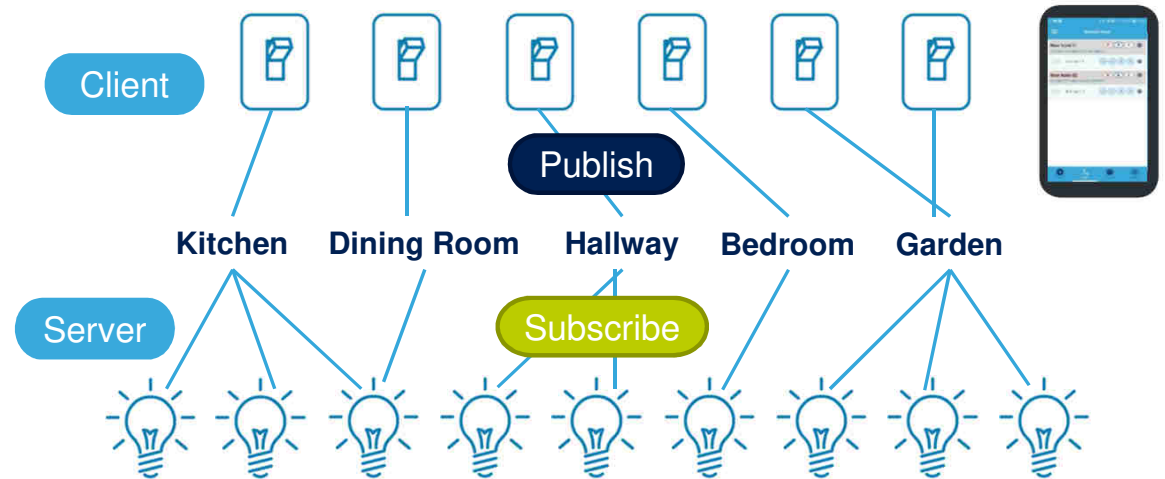 Client
Publish
Kitchen Dining Room Hallway Bedroom Garden
Server
Subscribe